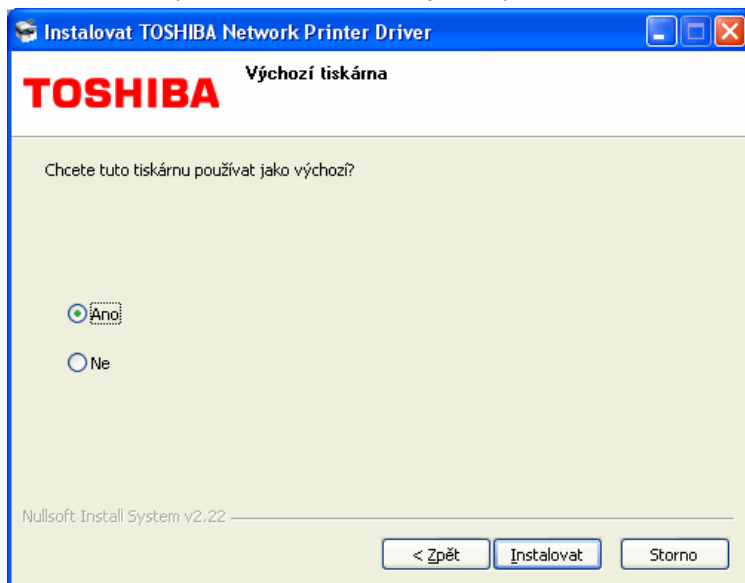 Instalovat TOSHIBA Network Printer Driver
TOSHIBA
Výchozí tiskárna
Chcete tuto tiskárnu používat jako výchozí?
Ano
Ne
Nullsoft Install System v2.22
< Zpět
Instalovat
Storno